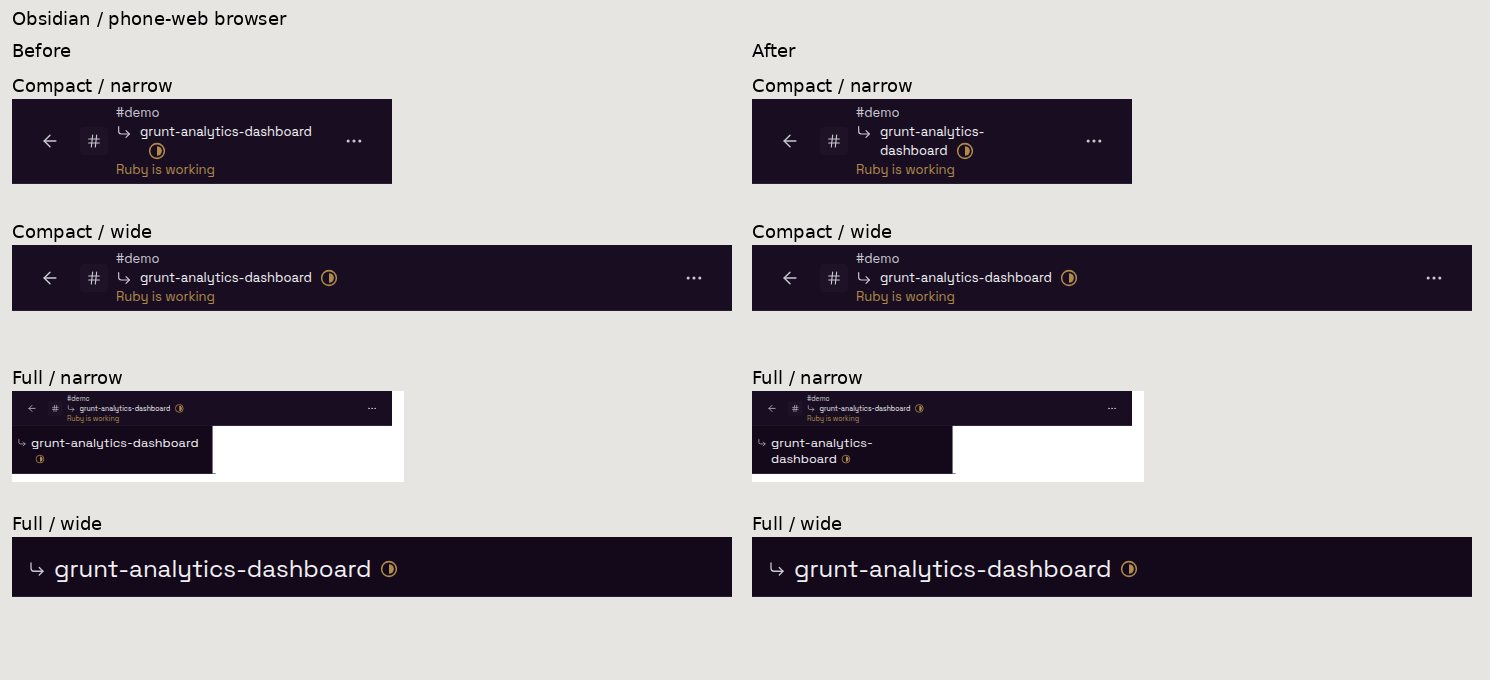 Obsidian / phone-web browser
Before
Compact / narrow
#demo
grunt-analytics-dashboard
Ruby is working
Compact / wide
#demo
grunt-analytics-dashboard
Ruby is working
Full / narrow
#demo
grunt-analytics-dashboard
Ruby is working
grunt-analytics-dashboard
Full / wide
grunt-analytics-dashboard
After
Compact / narrow
#demo
grunt-analytics-
dashboard
Ruby is working
Compact / wide
#demo
grunt-analytics-dashboard
Ruby is working
Full / narrow
#demo
grunt-analytics-dashboard
Ruby is working
grunt-analytics-
dashboard
Full / wide
grunt-analytics-dashboard